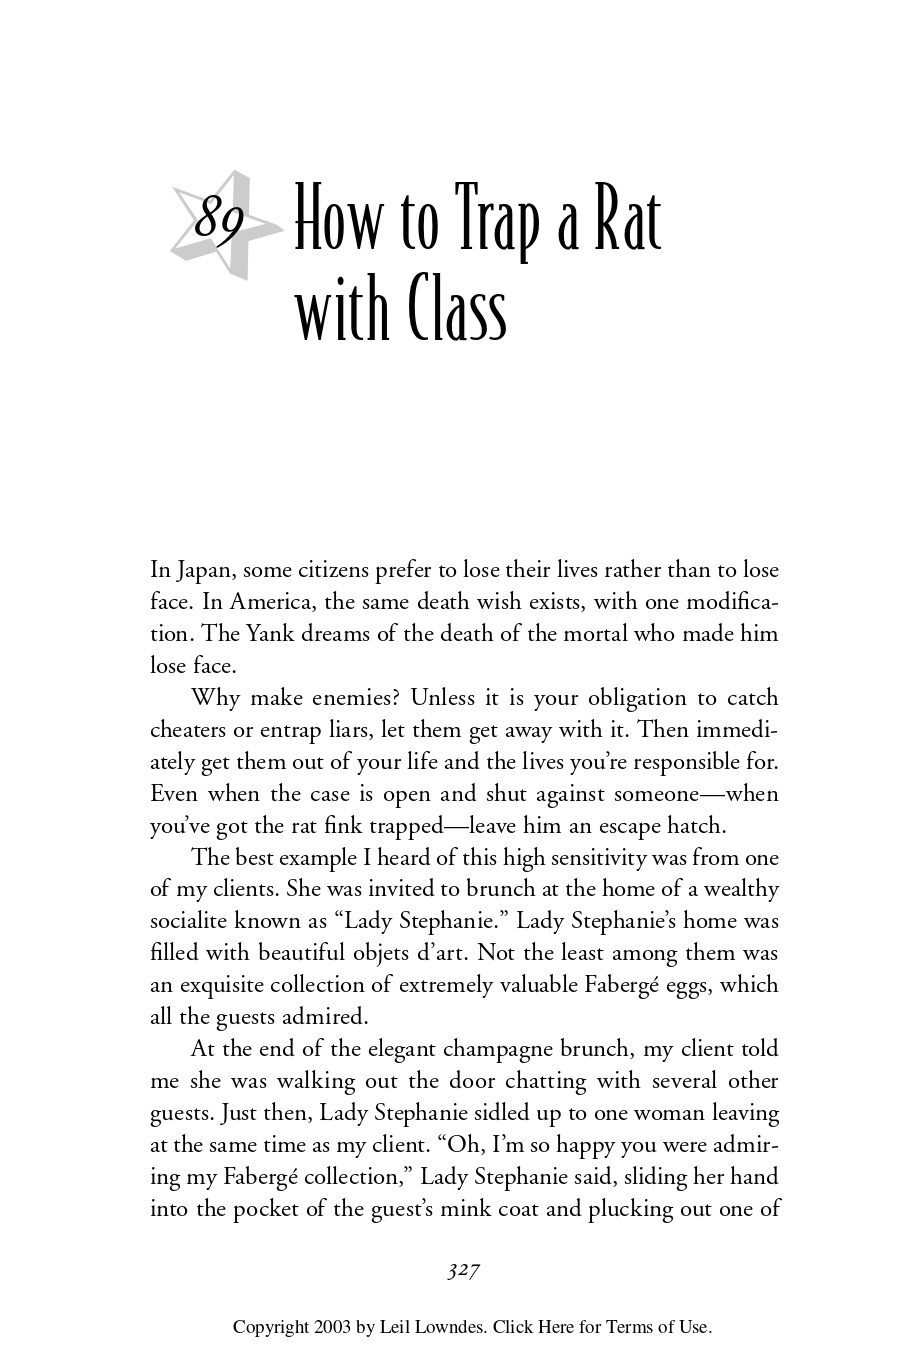 89
How to Trap a Rat
with Class
In Japan, some citizens prefer to lose their lives rather than to lose
face. In America, the same death wish exists, with one modifica-
tion. The Yank dreams of the death of the mortal who made him
lose face.
Why make enemies? Unless it is your obligation to catch
cheaters or entrap liars, let them get away with it. Then immedi-
ately get them out of your life and the lives you’re responsible for.
Even when the case is open and shut against someone—when
you’ve got the rat fink trapped—leave him an escape hatch.
The best example I heard of this high sensitivity was from one
of my clients. She was invited to brunch at the home of a wealthy
socialite known as “Lady Stephanie.” Lady Stephanie’s home was
filled with beautiful objets d’art. Not the least among them was
an exquisite collection of extremely valuable Fabergé eggs, which
all the guests admired.
At the end of the elegant champagne brunch, my client told
me she was walking out the door chatting with several other
guests. Just then, Lady Stephanie sidled up to one woman leaving
at the same time as my client. “Oh, I’m so happy you were admir-
ing my Fabergé collection,” Lady Stephanie said, sliding her hand
into the pocket of the guest’s mink coat and plucking out one of
327
Copyright 2003 by Leil Lowndes. Click Here for Terms of Use.